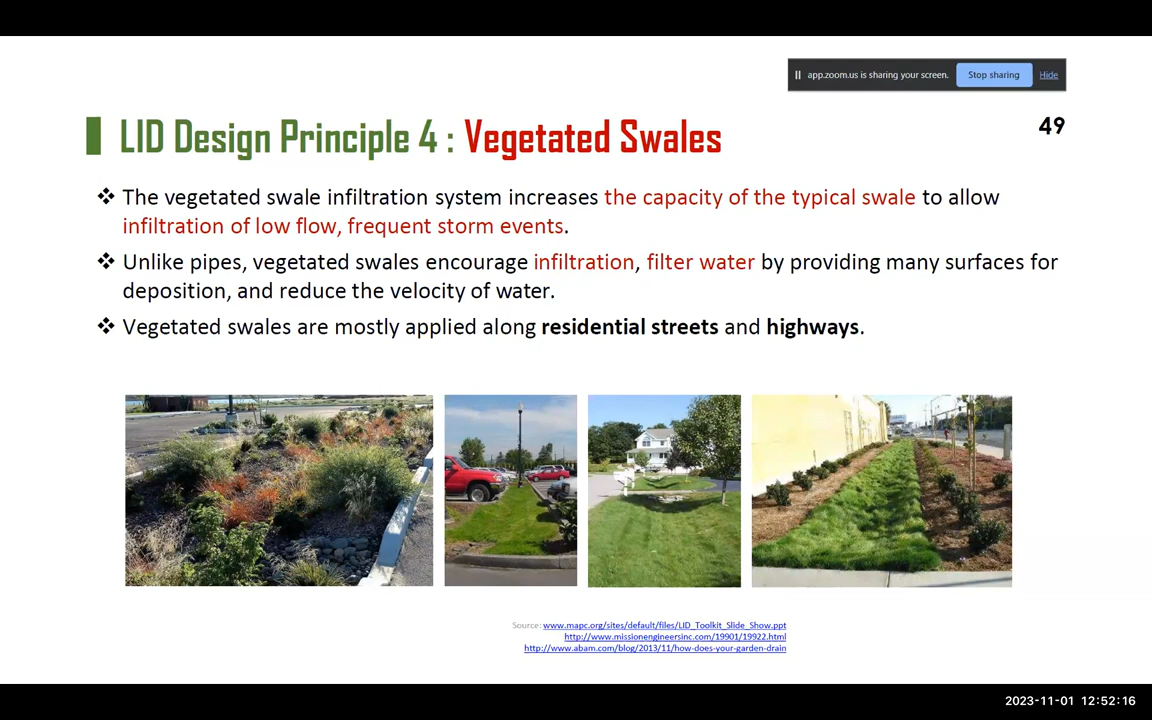 app.zoom.us is sharing your screen. Stop sharing Hide
LID Design Principle 4 : Vegetated Swales
49
❖ The vegetated swale infiltration system increases the capacity of the typical swale to allow
infiltration of low flow, frequent storm events.
❖ Unlike pipes, vegetated swales encourage infiltration, filter water by providing many surfaces for
deposition, and reduce the velocity of water.
❖ Vegetated swales are mostly applied along residential streets and highways.
Source: www.mapc.org/sites/default/files/LID_Toolkit_Slide_Show.ppt
http://www.missionengineersinc.com/19901/19922.html
http://www.abam.com/blog/2013/11/how-does-your-garden-drain
2023-11-01 12:52:16